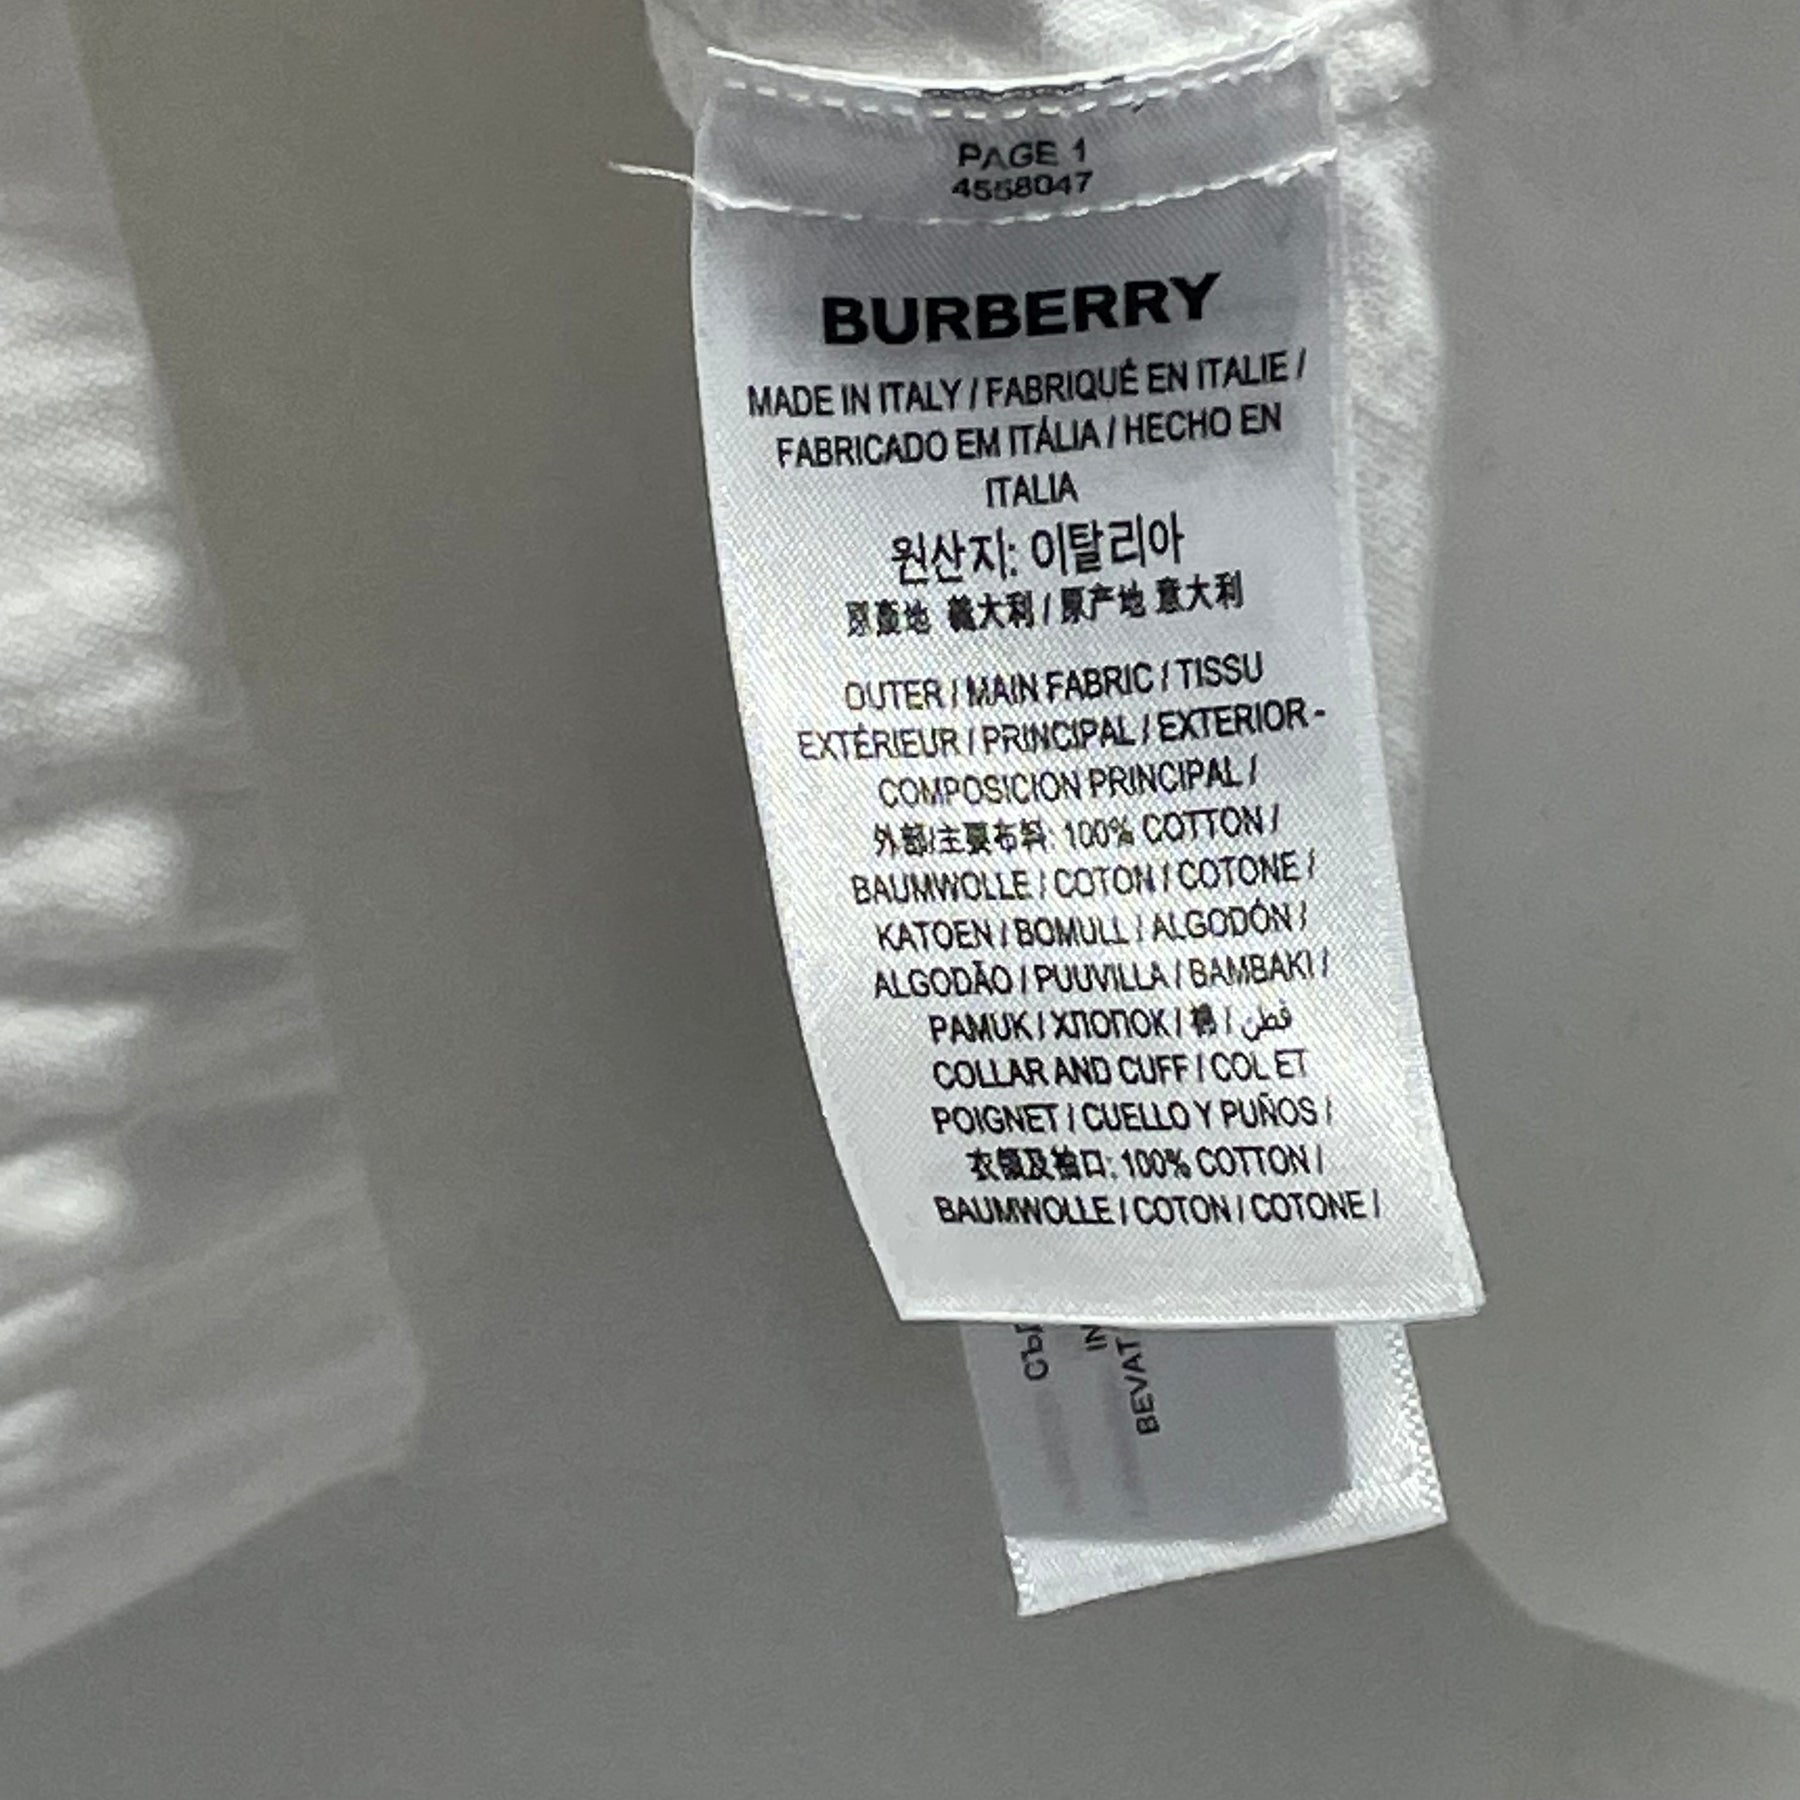 PAGE 1
4558047
BURBERRY
MADE IN ITALY / FABRIQUÉ EN ITALIE /
FABRICADO EM ITÁLIA / HECHO EN
ITALIA
원산지: 이탈리아
原產地 義大利 / 原产地 意大利
OUTER / MAIN FABRIC / TISSU
EXTÉRIEUR / PRINCIPAL / EXTERIOR -
COMPOSICION PRINCIPAL /
外部/主要布料: 100% COTTON /
BAUMWOLLE / COTON / COTONE /
KATOEN / BOMULL / ALGODÓN /
ALGODÃO / PUUVILLA / BAMBAKI /
PAMUK / ХЛОПОК / 棉 / قطن
COLLAR AND CUFF / COL ET
POIGNET / CUELLO Y PUÑOS /
衣領及袖口: 100% COTTON /
BAUMWOLLE / COTON / COTONE /